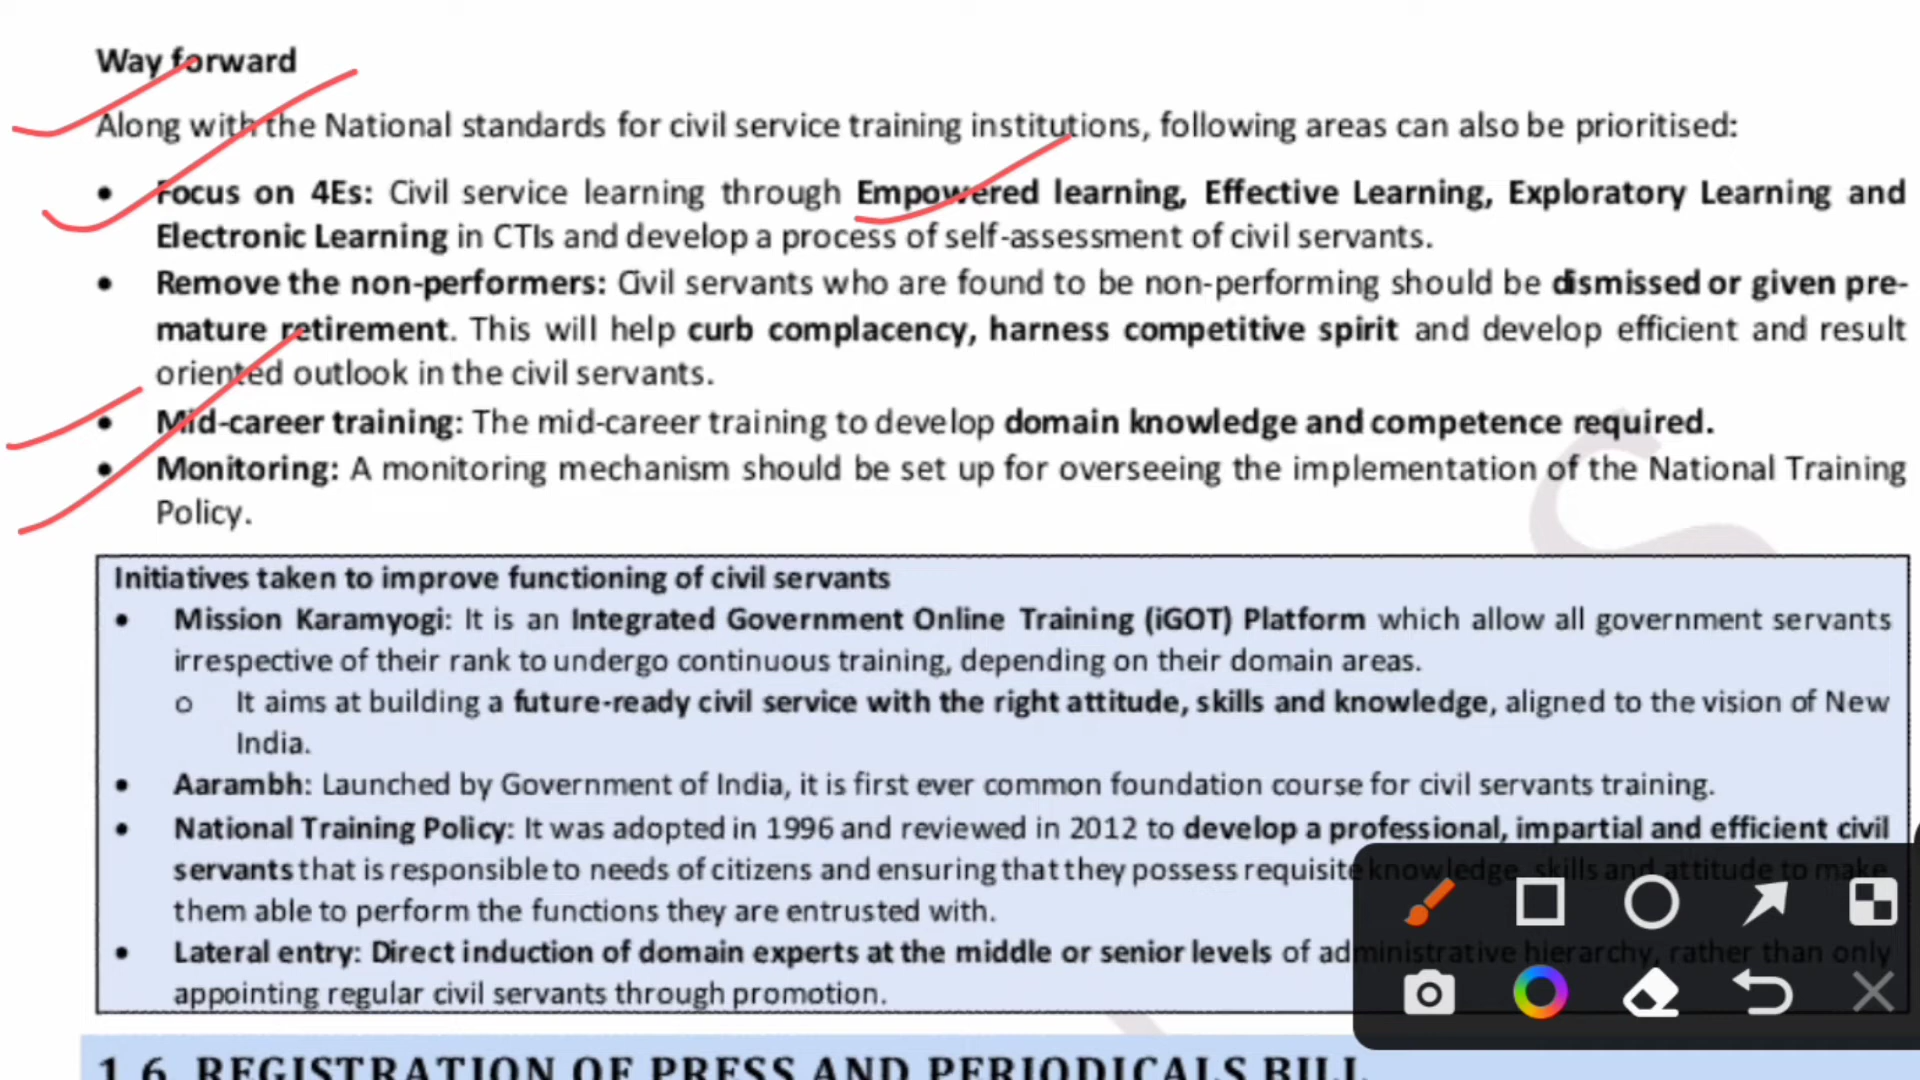 Way forward
Along with the National standards for civil service training institutions, following areas can also be prioritised:
• Focus on 4Es: Civil service learning through Empowered learning, Effective Learning, Exploratory Learning and
Electronic Learning in CTIs and develop a process of self-assessment of civil servants.
• Remove the non-performers: Civil servants who are found to be non-performing should be dismissed or given pre-
mature retirement. This will help curb complacency, harness competitive spirit and develop efficient and result
oriented outlook in the civil servants.
• Mid-career training: The mid-career training to develop domain knowledge and competence required.
• Monitoring: A monitoring mechanism should be set up for overseeing the implementation of the National Training
Policy.
Initiatives taken to improve functioning of civil servants
• Mission Karamyogi: It is an Integrated Government Online Training (iGOT) Platform which allow all government servants
irrespective of their rank to undergo continuous training, depending on their domain areas.
o It aims at building a future-ready civil service with the right attitude, skills and knowledge, aligned to the vision of New
India.
• Aarambh: Launched by Government of India, it is first ever common foundation course for civil servants training.
• National Training Policy: It was adopted in 1996 and reviewed in 2012 to develop a professional, impartial and efficient civil
servants that is responsible to needs of citizens and ensuring that they possess requisite knowledge, skills and attitude to make
them able to perform the functions they are entrusted with.
• Lateral entry: Direct induction of domain experts at the middle or senior levels of administrative hierarchy, rather than only
appointing regular civil servants through promotion.
1.6. REGISTRATION OF PRESS AND PERIODICALS BILL